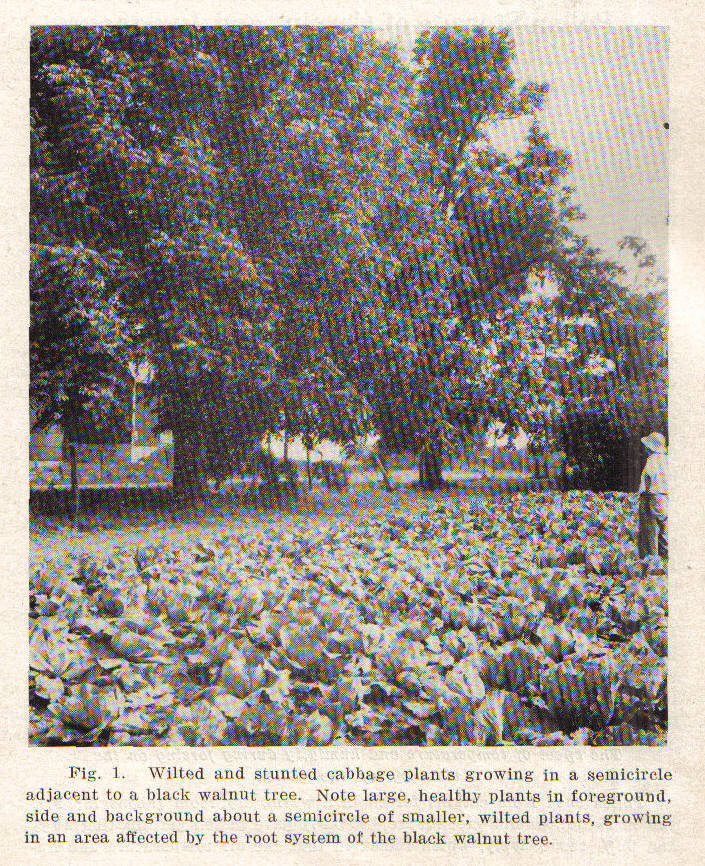 Fig. 1. Wilted and stunted cabbage plants growing in a semicircle
adjacent to a black walnut tree. Note large, healthy plants in foreground,
side and background about a semicircle of smaller, wilted plants, growing
in an area affected by the root system of the black walnut tree.